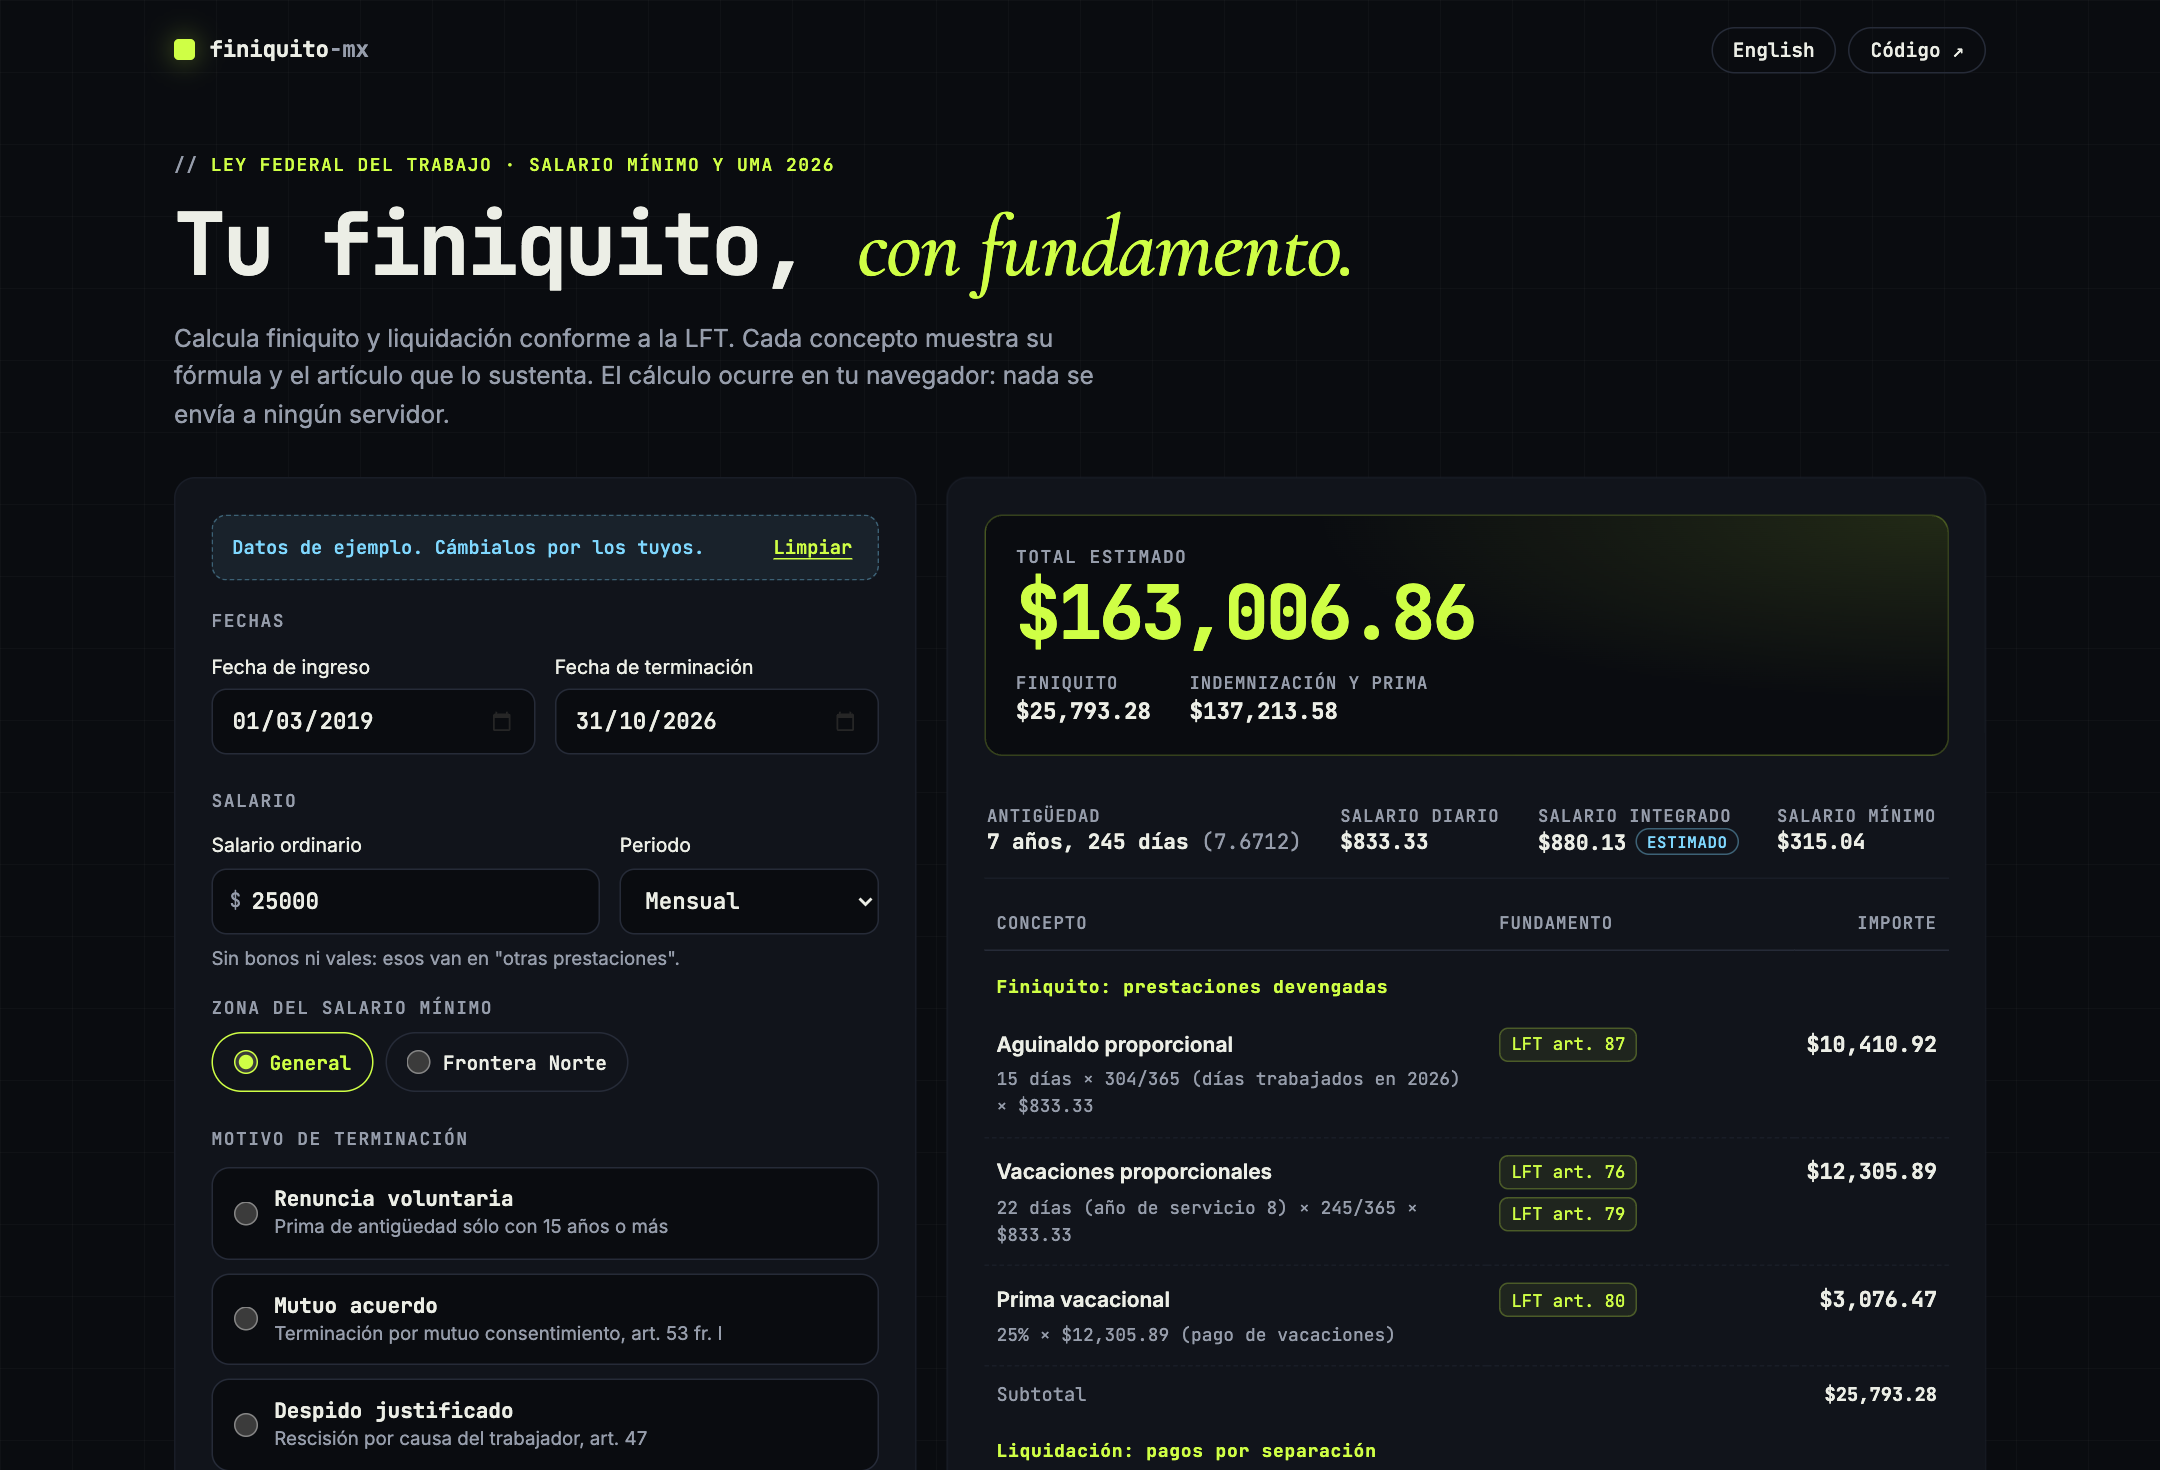 finiquito-mx
English
Código ↗
// LEY FEDERAL DEL TRABAJO · SALARIO MÍNIMO Y UMA 2026
Tu finiquito, con fundamento.
Calcula finiquito y liquidación conforme a la LFT. Cada concepto muestra su
fórmula y el artículo que lo sustenta. El cálculo ocurre en tu navegador: nada se
envía a ningún servidor.
Datos de ejemplo. Cámbialos por los tuyos.
Limpiar
FECHAS
Fecha de ingreso
Fecha de terminación
01/03/2019
31/10/2026
SALARIO
Salario ordinario
Periodo
$ 25000
Mensual
Sin bonos ni vales: esos van en "otras prestaciones".
ZONA DEL SALARIO MÍNIMO
General
Frontera Norte
MOTIVO DE TERMINACIÓN
Renuncia voluntaria
Prima de antigüedad sólo con 15 años o más
Mutuo acuerdo
Terminación por mutuo consentimiento, art. 53 fr. I
Despido justificado
Rescisión por causa del trabajador, art. 47
TOTAL ESTIMADO
$163,006.86
FINIQUITO
INDEMNIZACIÓN Y PRIMA
$25,793.28
$137,213.58
ANTIGÜEDAD
SALARIO DIARIO
SALARIO INTEGRADO
SALARIO MÍNIMO
7 años, 245 días (7.6712)
$833.33
$880.13 ESTIMADO
$315.04
CONCEPTO
FUNDAMENTO
IMPORTE
Finiquito: prestaciones devengadas
Aguinaldo proporcional
LFT art. 87
$10,410.92
15 días × 304/365 (días trabajados en 2026)
× $833.33
Vacaciones proporcionales
LFT art. 76
$12,305.89
22 días (año de servicio 8) × 245/365 ×
LFT art. 79
$833.33
Prima vacacional
LFT art. 80
$3,076.47
25% × $12,305.89 (pago de vacaciones)
Subtotal
$25,793.28
Liquidación: pagos por separación